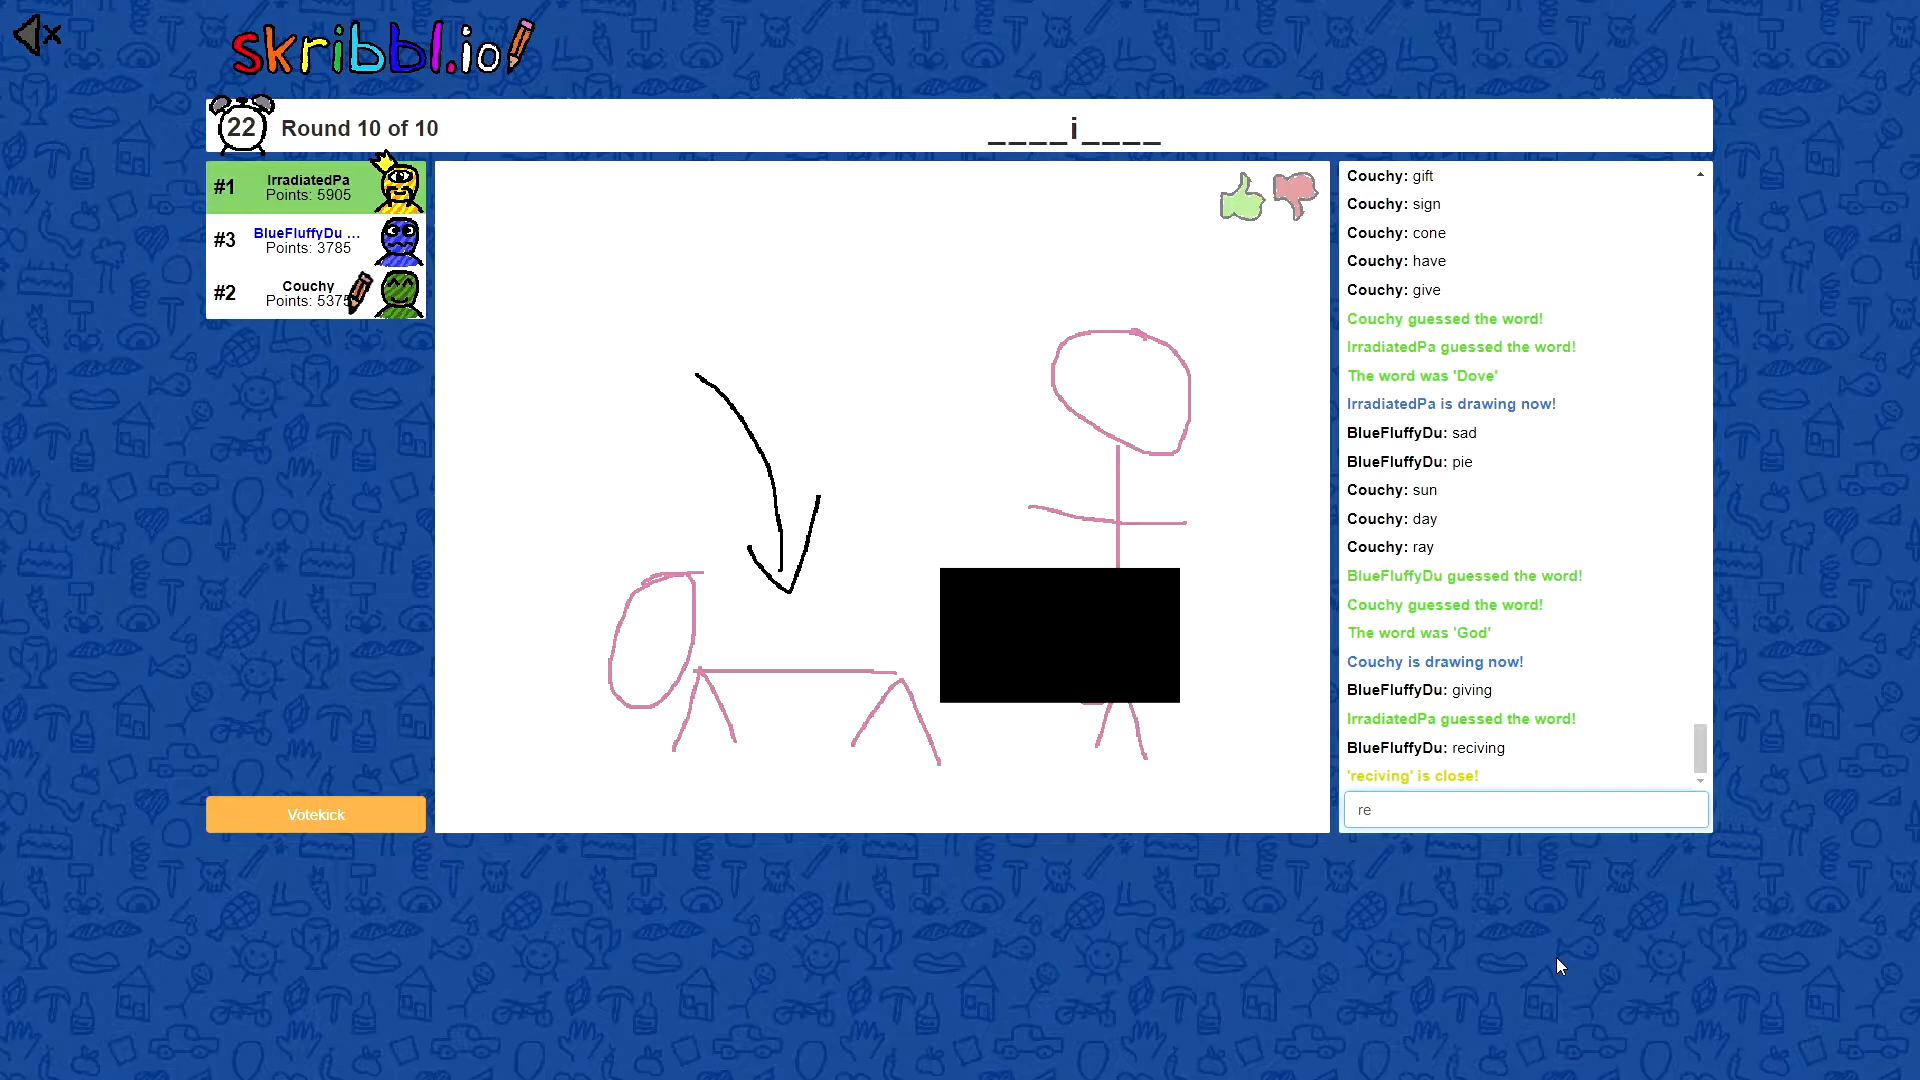 skribbl.io
22
Round 10 of 10
____i____
#1
IrradiatedPa
Points: 5905
#3
BlueFluffyDu ...
Points: 3785
#2
Couchy
Points: 5375
Votekick
Couchy: gift
Couchy: sign
Couchy: cone
Couchy: have
Couchy: give
Couchy guessed the word!
IrradiatedPa guessed the word!
The word was 'Dove'
IrradiatedPa is drawing now!
BlueFluffyDu: sad
BlueFluffyDu: pie
Couchy: sun
Couchy: day
Couchy: ray
BlueFluffyDu guessed the word!
Couchy guessed the word!
The word was 'God'
Couchy is drawing now!
BlueFluffyDu: giving
IrradiatedPa guessed the word!
BlueFluffyDu: reciving
'reciving' is close!
re